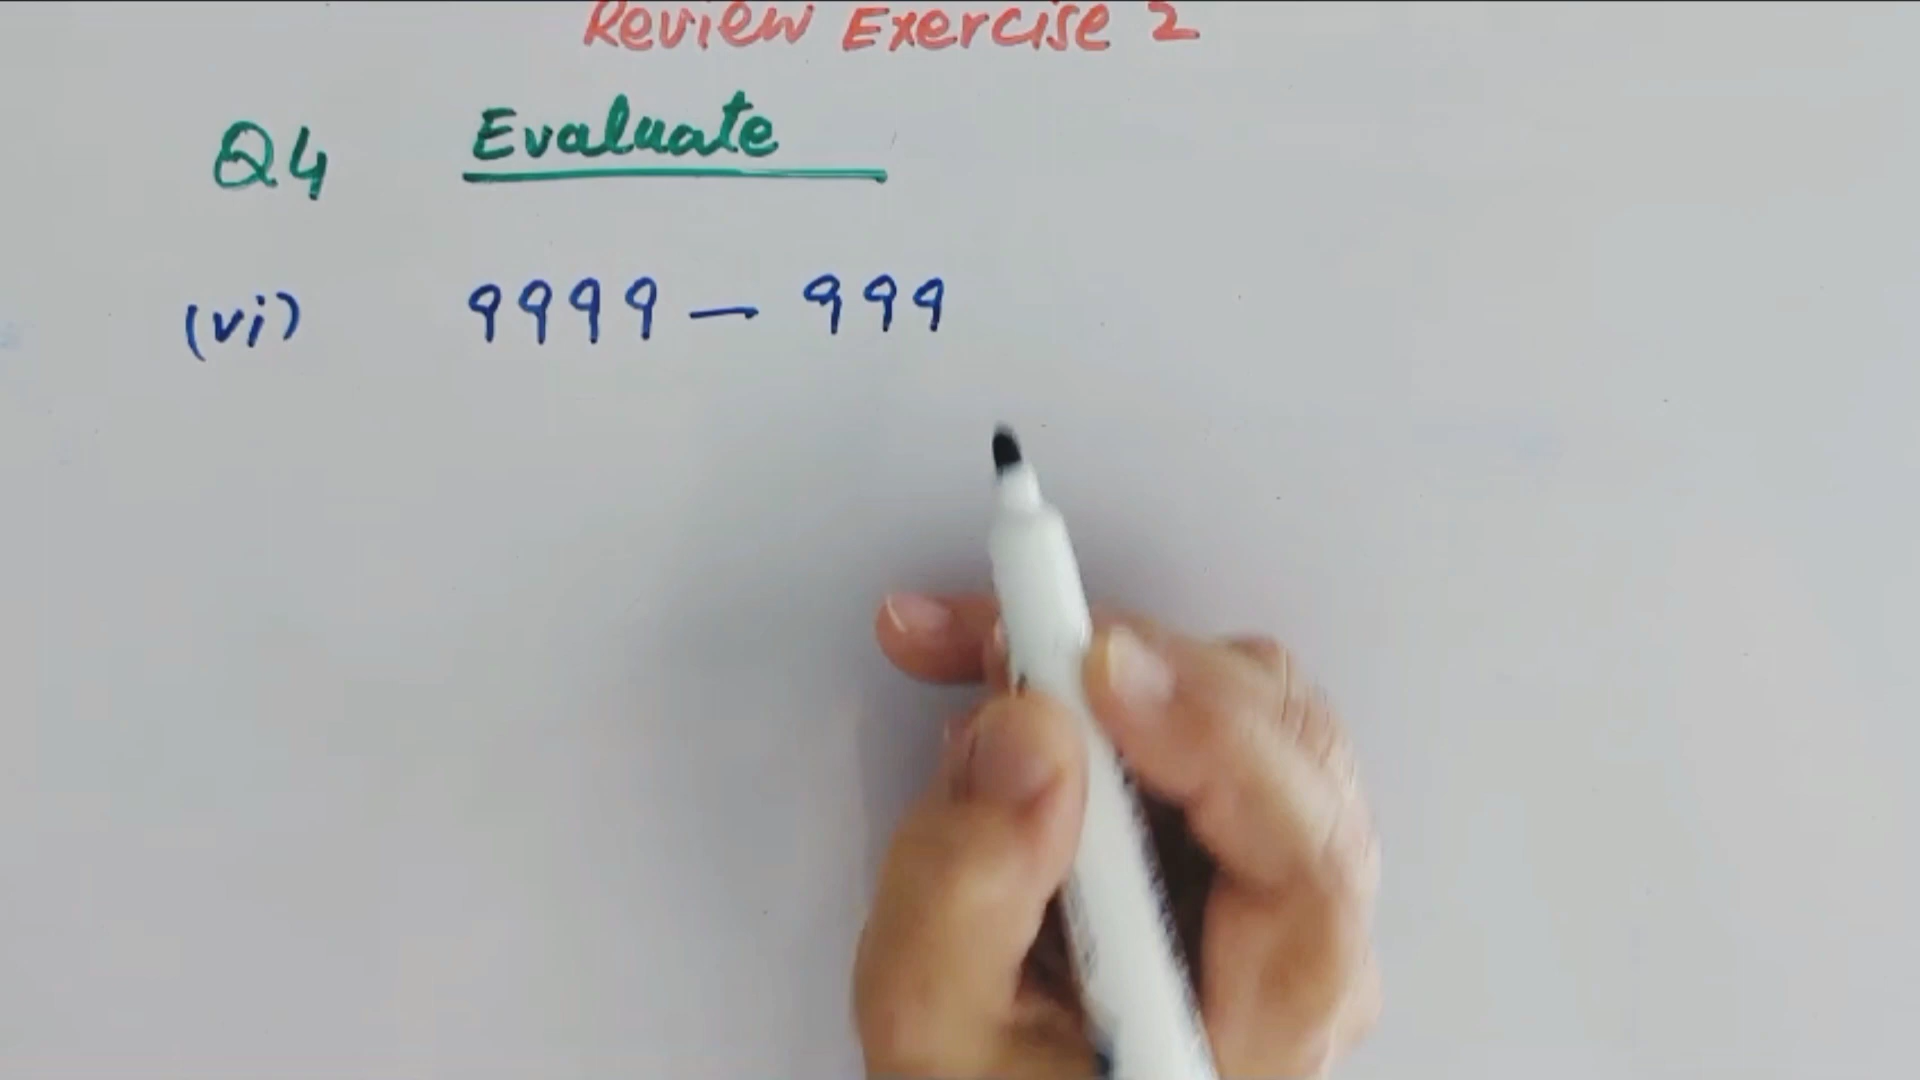 Review Exercise 2
Q4 Evaluate
(vi) 9999 — 999